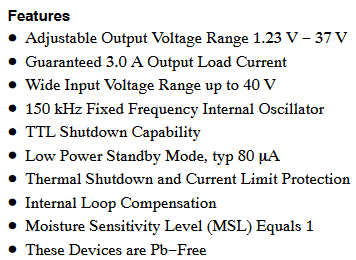 Features
• Adjustable Output Voltage Range 1.23 V − 37 V
• Guaranteed 3.0 A Output Load Current
• Wide Input Voltage Range up to 40 V
• 150 kHz Fixed Frequency Internal Oscillator
• TTL Shutdown Capability
• Low Power Standby Mode, typ 80 μA
• Thermal Shutdown and Current Limit Protection
• Internal Loop Compensation
• Moisture Sensitivity Level (MSL) Equals 1
• These Devices are Pb−Free